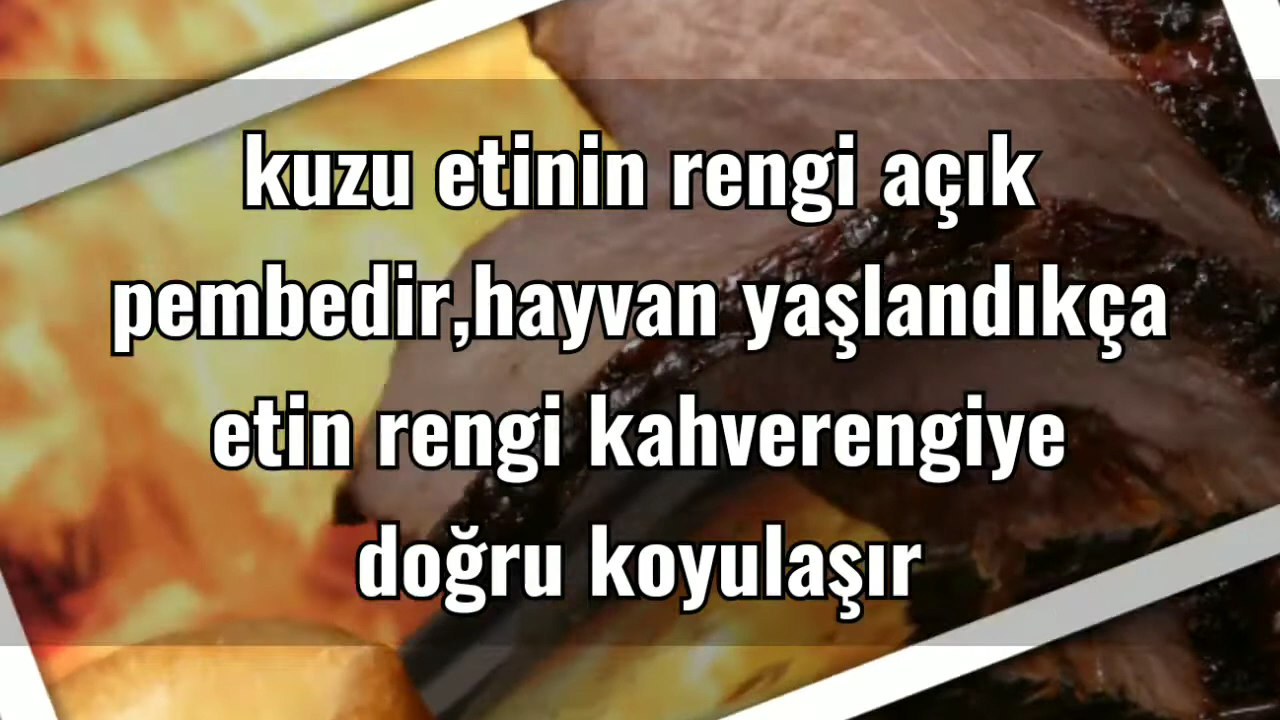 kuzu etinin rengi açık
pembedir,hayvan yaşlandıkça
etin rengi kahverengiye
doğru koyulaşır